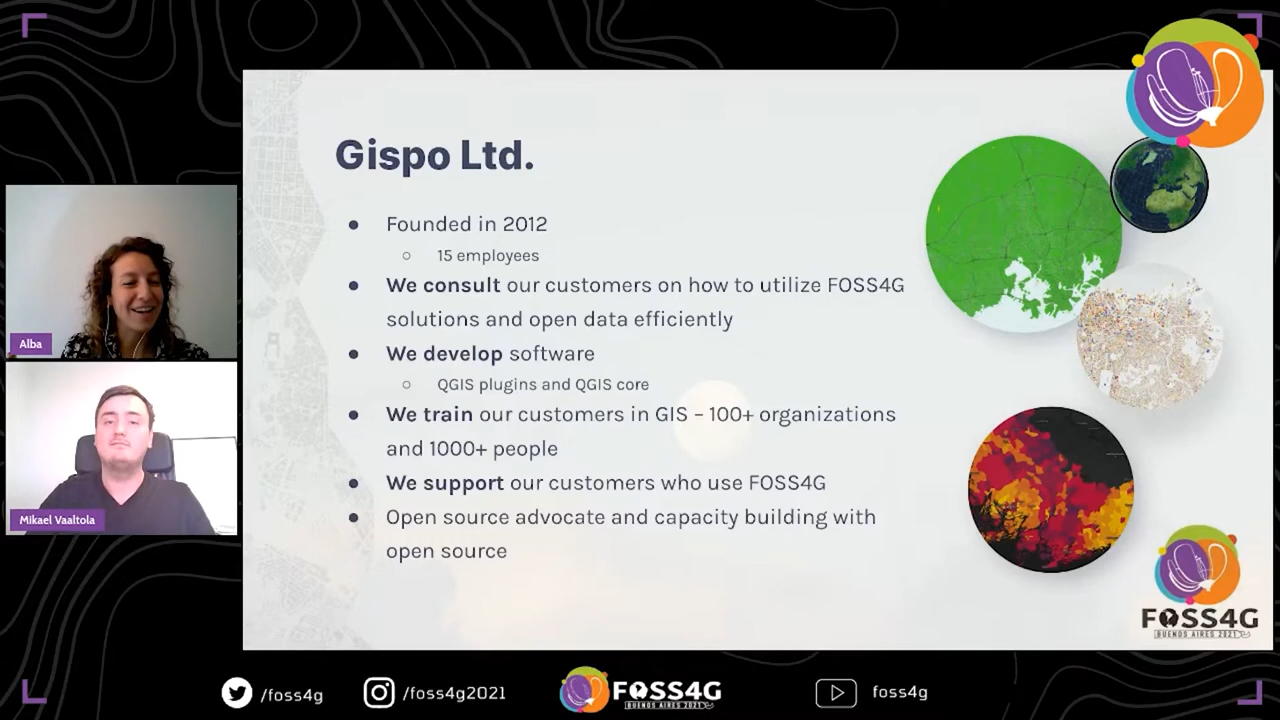 Gispo Ltd.
● Founded in 2012
○ 15 employees
● We consult our customers on how to utilize FOSS4G
solutions and open data efficiently
● We develop software
○ QGIS plugins and QGIS core
● We train our customers in GIS – 100+ organizations
and 1000+ people
● We support our customers who use FOSS4G
● Open source advocate and capacity building with
open source
Alba
Mikael Vaaltola
FOSS4G
BUENOS AIRES 2021
/foss4g
/foss4g2021
FOSS4G
BUENOS AIRES 2021
foss4g